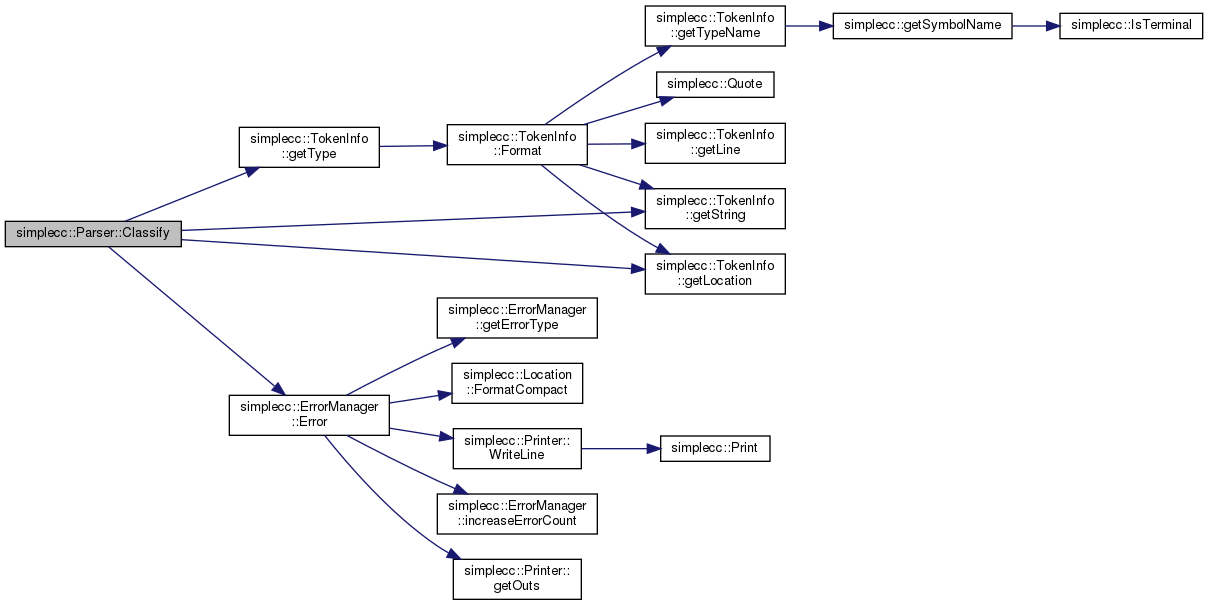 simplecc::Parser::Classify
simplecc::TokenInfo
::getType
simplecc::TokenInfo
::Format
simplecc::TokenInfo
::getTypeName
simplecc::getSymbolName
simplecc::IsTerminal
simplecc::Quote
simplecc::TokenInfo
::getLine
simplecc::TokenInfo
::getString
simplecc::TokenInfo
::getLocation
simplecc::ErrorManager
::Error
simplecc::ErrorManager
::getErrorType
simplecc::Location
::FormatCompact
simplecc::Printer::
WriteLine
simplecc::Print
simplecc::ErrorManager
::increaseErrorCount
simplecc::Printer::
getOuts